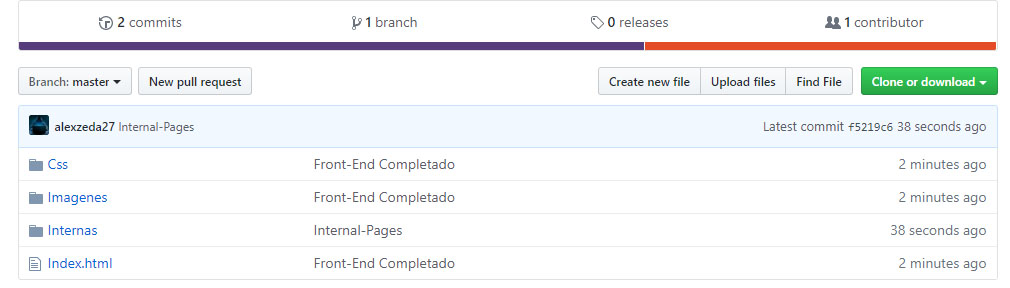 2 commits 1 branch 0 releases 1 contributor
Branch: master New pull request Create new file Upload files Find File Clone or download
alexzeda27 Internal-Pages Latest commit f5219c6 38 seconds ago
Css Front-End Completado 2 minutes ago
Imagenes Front-End Completado 2 minutes ago
Internas Internal-Pages 38 seconds ago
Index.html Front-End Completado 2 minutes ago